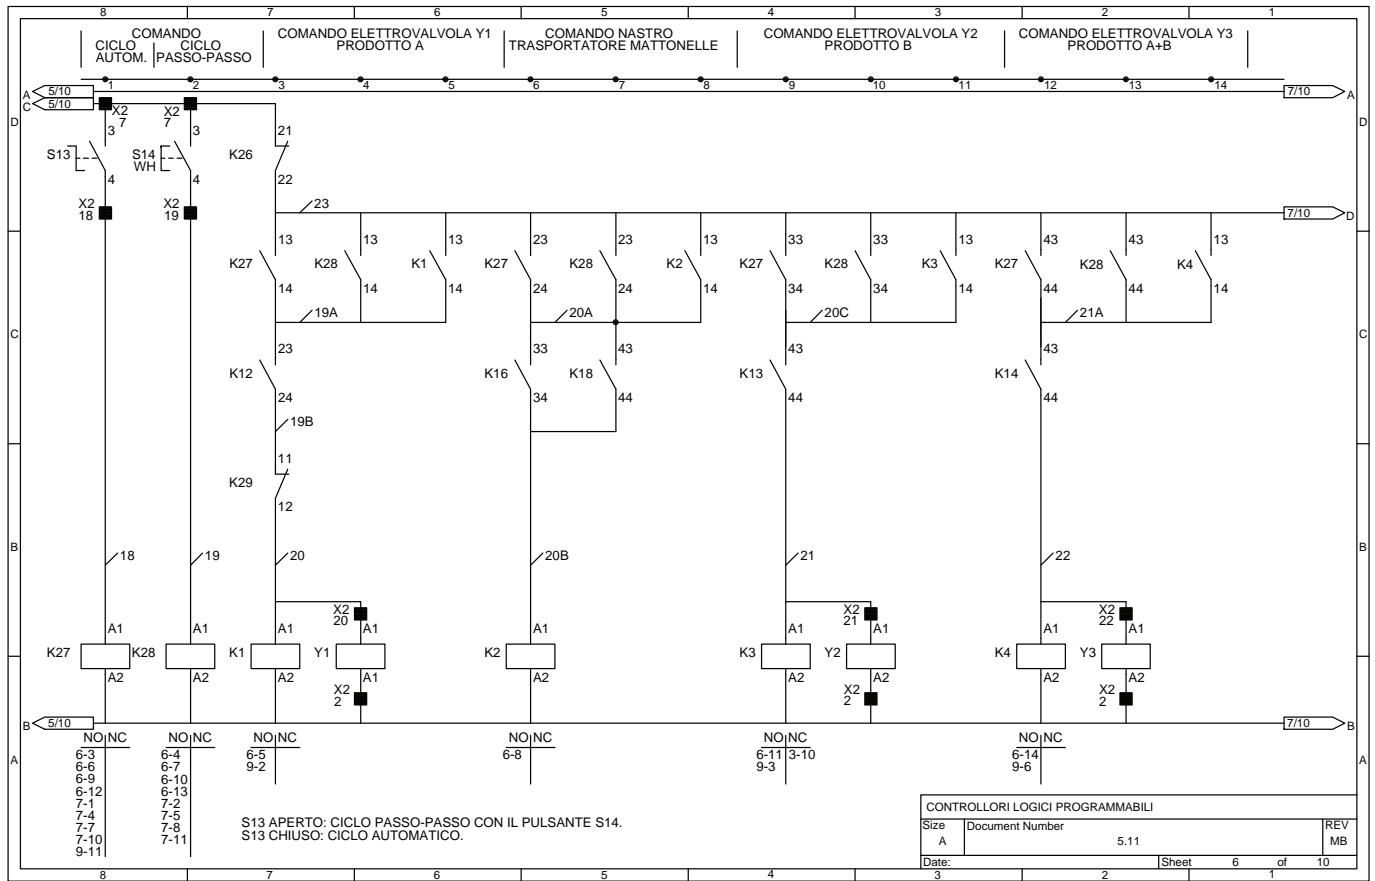 8 7 6 5 4 3 2 1
COMANDO
CICLO AUTOM.
CICLO PASSO-PASSO
COMANDO ELETTROVALVOLA Y1
PRODOTTO A
COMANDO NASTRO
TRASPORTATORE MATTONELLE
COMANDO ELETTROVALVOLA Y2
PRODOTTO B
COMANDO ELETTROVALVOLA Y3
PRODOTTO A+B
1 2 3 4 5 6 7 8 9 10 11 12 13 14
A 5/10 7/10 A
C 5/10
X2 7 X2 7
D D
3 3 21
S13 S14 WH K26
4 4 22
X2 18 X2 19 23 7/10 D
13 13 13 23 23 13 33 33 13 43 43 13
K27 K28 K1 K27 K28 K2 K27 K28 K3 K27 K28 K4
14 14 14 24 24 14 34 34 14 44 44 14
19A 20A 20C 21A
C C
23 33 43 43 43
K12 K16 K18 K13 K14
24 34 44 44 44
19B
11
K29
12
B B
18 19 20 20B 21 22
X2 20 X2 21 X2 22
A1 A1 A1 A1 A1 A1 A1 A1 A1
K27 K28 K1 Y1 K2 K3 Y2 K4 Y3
A2 A2 A2 A1 A2 A2 A2 A2 A2
X2 2 X2 2 X2 2
B 5/10 7/10 B
NO NC NO NC NO NC NO NC NO NC NO NC
6-3 6-4 6-5 6-8 6-11 3-10 6-14
6-6 6-7 9-2 9-3 9-6
A A
6-9 6-10
6-12 6-13
7-1 7-2
7-4 7-5
7-7 7-8
7-10 7-11
9-11
S13 APERTO: CICLO PASSO-PASSO CON IL PULSANTE S14.
S13 CHIUSO: CICLO AUTOMATICO.
CONTROLLORI LOGICI PROGRAMMABILI
Size Document Number REV
A 5.11 MB
Date: Sheet 6 of 10
8 7 6 5 4 3 2 1